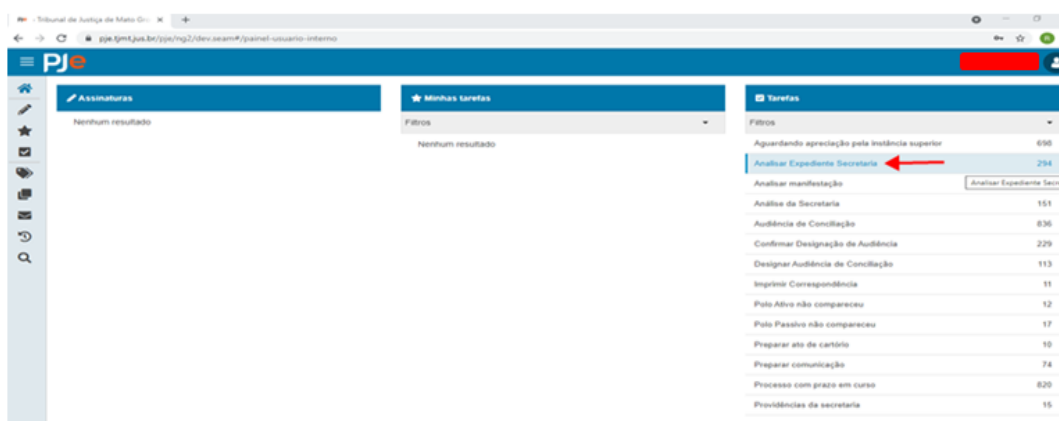 - Tribunal de Justiça de Mato Gro
pje.tjmt.jus.br/pje/ng2/dev.seam#/painel-usuario-interno
PJe
Assinaturas
Nenhum resultado
Minhas tarefas
Filtros
Nenhum resultado
Tarefas
Filtros
Aguardando apreciação pela instância superior 698
Analisar Expediente Secretaria 294
Analisar manifestação
Analisar Expediente Secr
Análise da Secretaria 151
Audiência de Conciliação 836
Confirmar Designação de Audiência 229
Designar Audiência de Conciliação 113
Imprimir Correspondência 11
Polo Ativo não compareceu 12
Polo Passivo não compareceu 17
Preparar ato de cartório 10
Preparar comunicação 74
Processo com prazo em curso 820
Providências da secretaria 15